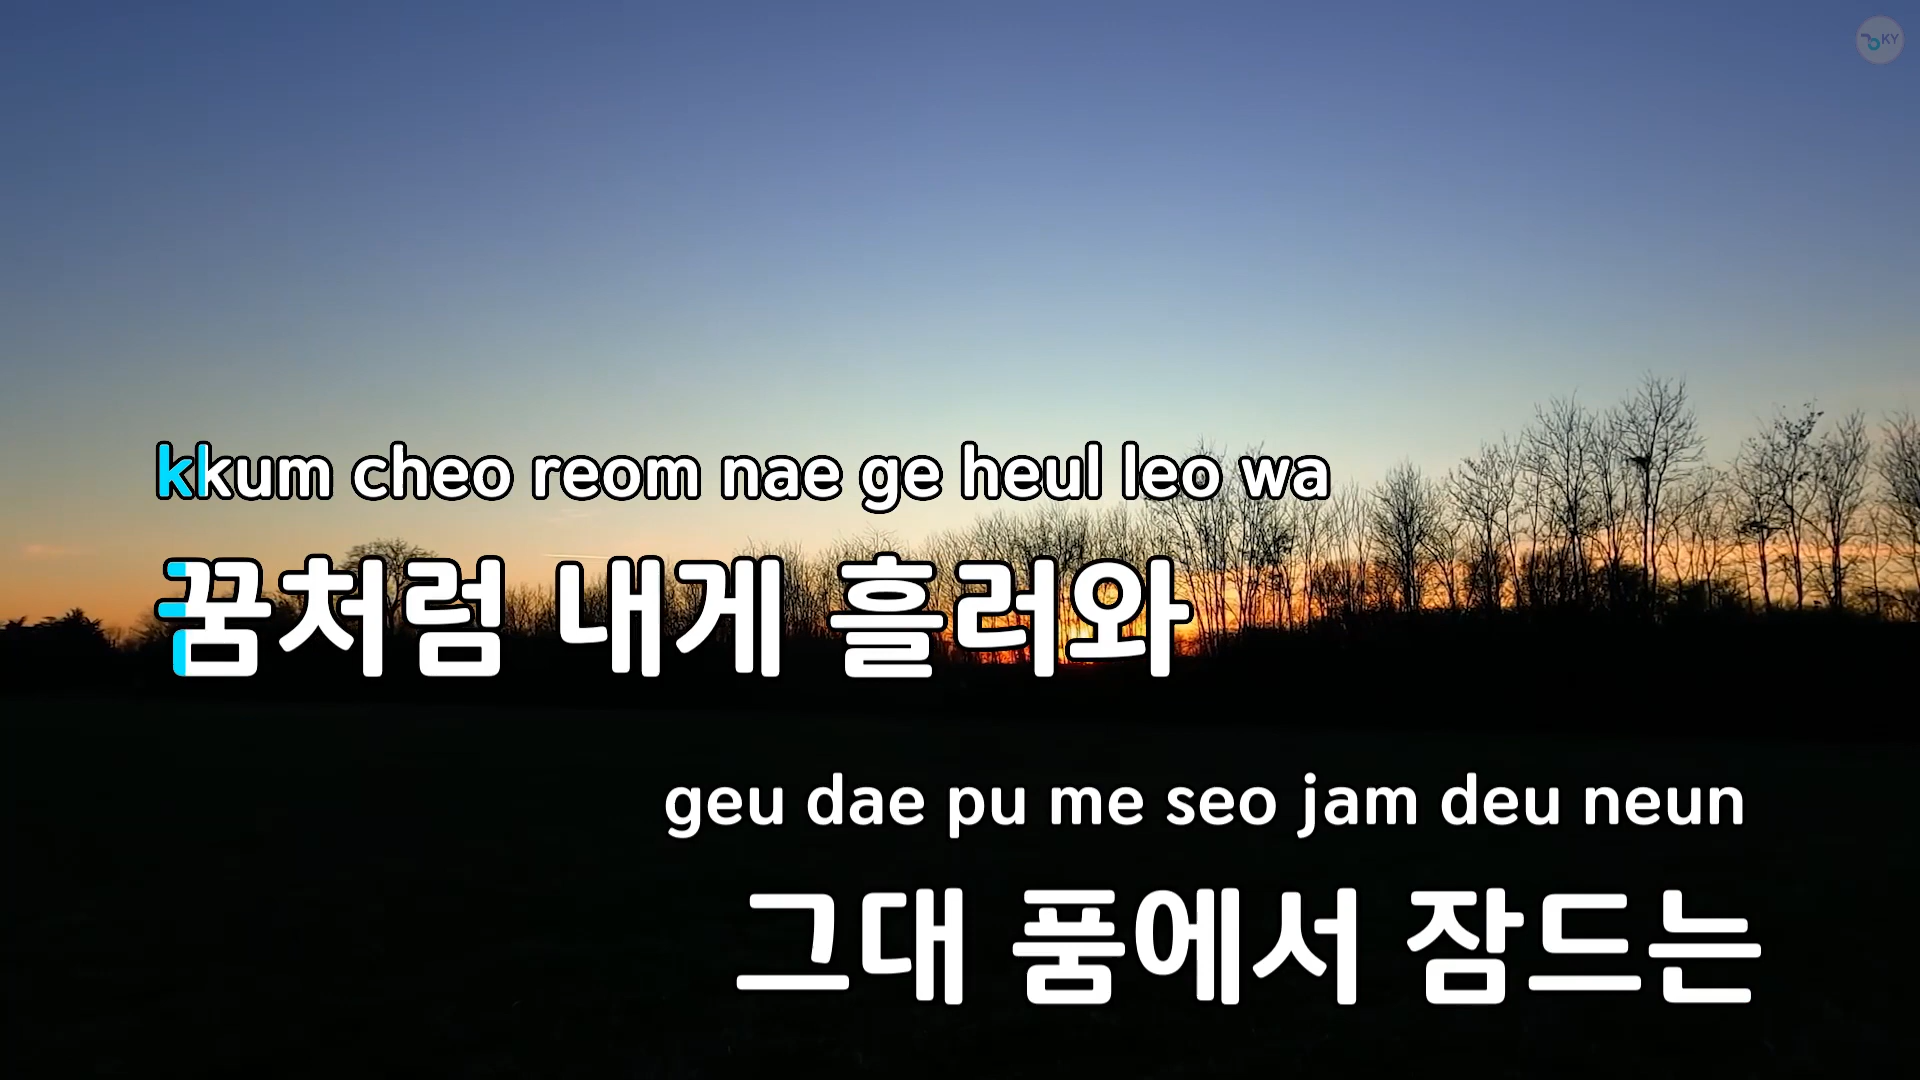 KY
kkum cheo reom nae ge heul leo wa
꿈처럼 내게 흘러와
geu dae pu me seo jam deu neun
그대 품에서 잠드는